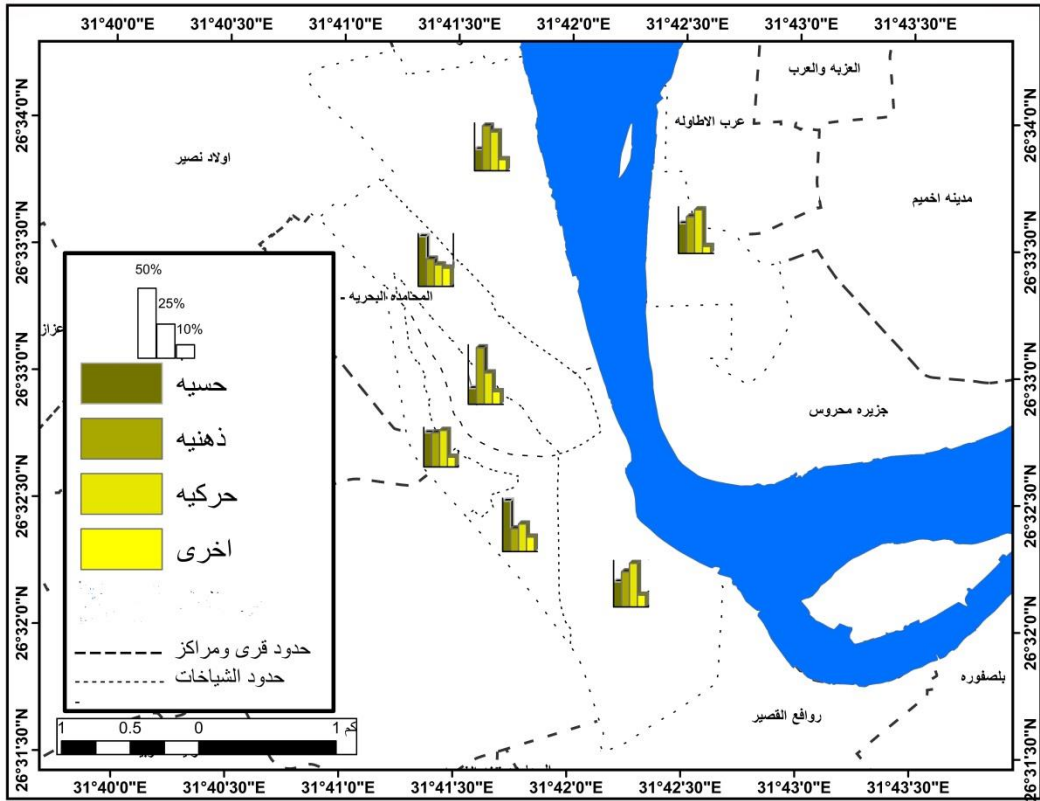 31°40'0"E 31°40'30"E 31°41'0"E 31°41'30"E 31°42'0"E 31°42'30"E 31°43'0"E 31°43'30"E
26°34'0"N
26°33'30"N
26°33'0"N
26°32'30"N
26°32'0"N
26°31'30"N
العزبه والعرب
عرب الاطاوله
اولاد نصير
مدينه اخميم
المحامده البحريه -
عزاز
جزيره محروس
بلصفوره
روافع القصير
50%
25%
10%
حسيه
ذهنيه
حركيه
اخرى
حدود قرى ومراكز
حدود الشياخات
-
1 0.5 0 1 كم
26°34'0"N
26°33'30"N
26°33'0"N
26°32'30"N
26°32'0"N
26°31'30"N
31°40'0"E 31°40'30"E 31°41'0"E 31°41'30"E 31°42'0"E 31°42'30"E 31°43'0"E 31°43'30"E